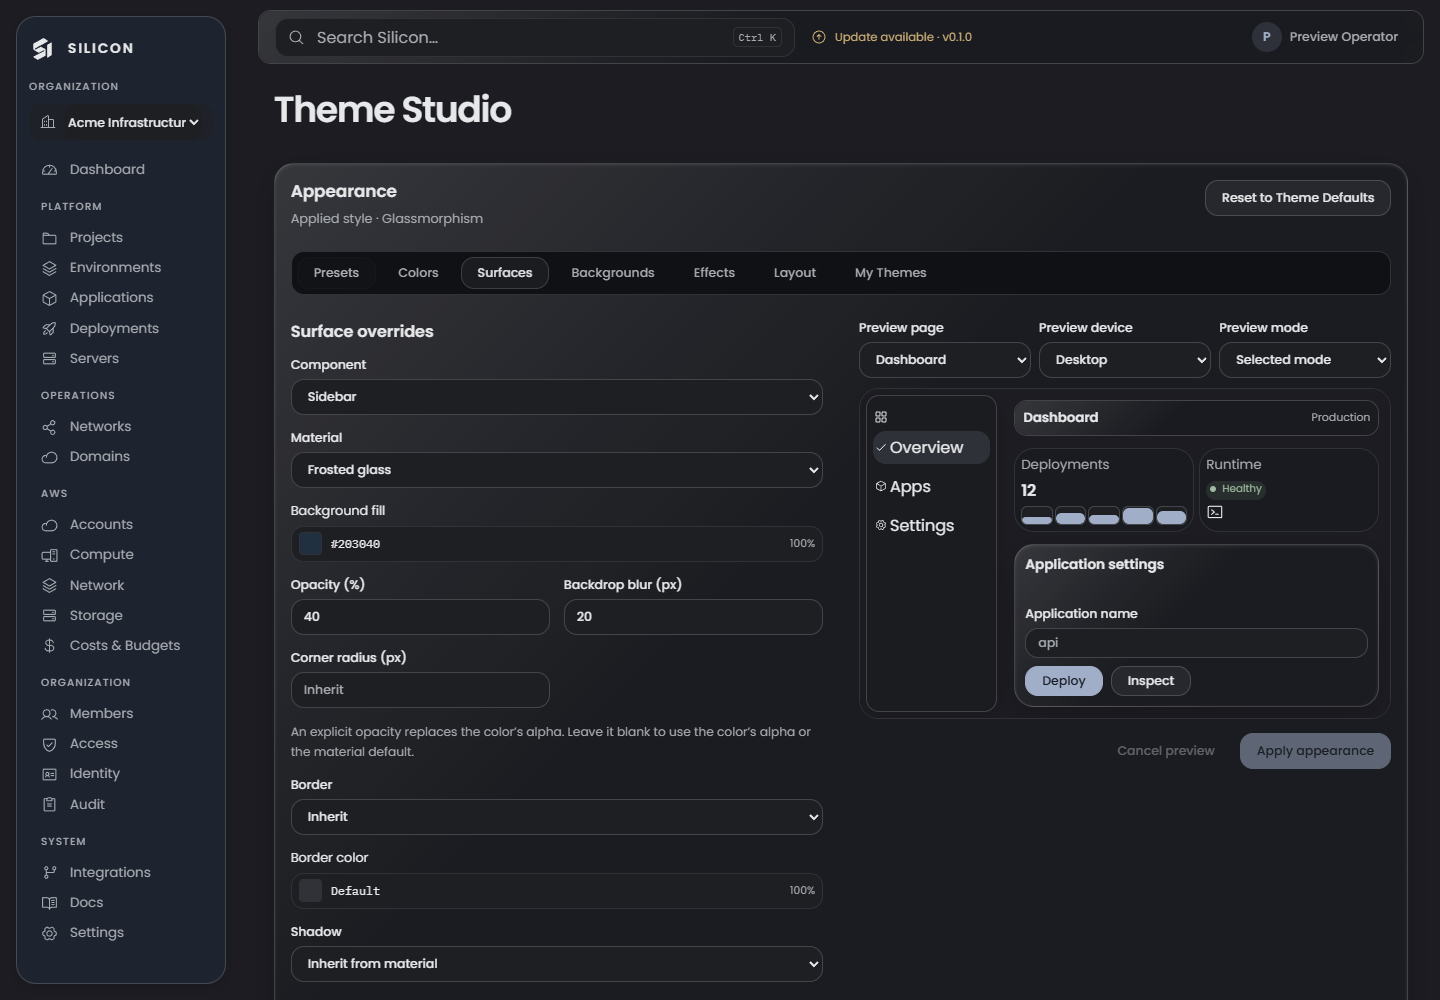 SILICON
ORGANIZATION
Acme Infrastructur
Dashboard
PLATFORM
Projects
Environments
Applications
Deployments
Servers
OPERATIONS
Networks
Domains
AWS
Accounts
Compute
Network
Storage
Costs & Budgets
ORGANIZATION
Members
Access
Identity
Audit
SYSTEM
Integrations
Docs
Settings
Search Silicon...
Ctrl K
Update available · v0.1.0
P
Preview Operator
Theme Studio
Appearance
Applied style · Glassmorphism
Reset to Theme Defaults
Presets
Colors
Surfaces
Backgrounds
Effects
Layout
My Themes
Surface overrides
Component
Sidebar
Material
Frosted glass
Background fill
#203040
100%
Opacity (%)
40
Backdrop blur (px)
20
Corner radius (px)
Inherit
An explicit opacity replaces the color's alpha. Leave it blank to use the color's alpha or
the material default.
Border
Inherit
Border color
Default
100%
Shadow
Inherit from material
Preview page
Dashboard
Preview device
Desktop
Preview mode
Selected mode
Overview
Apps
Settings
Dashboard
Production
Deployments
12
Runtime
Healthy
Application settings
Application name
api
Deploy
Inspect
Cancel preview
Apply appearance